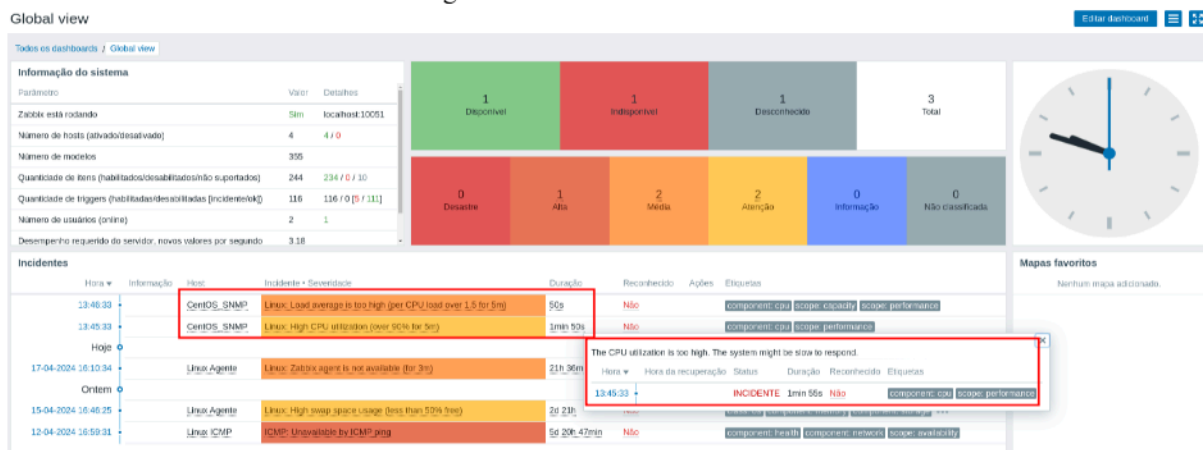 Global view
Editar dashboard
Todos os dashboards / Global view
Informação do sistema
Parâmetro Valor Detalhes
Zabbix está rodando Sim localhost:10051
Número de hosts (ativado/desativado) 4 4 / 0
Número de modelos 355
Quantidade de itens (habilitados/desabilitados/não suportados) 244 234 / 0 / 10
Quantidade de triggers (habilitadas/desabilitadas [incidente/ok]) 116 116 / 0 [5 / 111]
Número de usuários (online) 2 1
Desempenho requerido do servidor, novos valores por segundo 3.18
1
Disponível
1
Indisponível
1
Desconhecido
3
Total
0
Desastre
1
Alta
2
Média
2
Atenção
0
Informação
0
Não classificada
Incidentes
Hora Informação Host Incidente • Severidade Duração Reconhecido Ações Etiquetas
13:46:33 CentOS_SNMP Linux: Load average is too high (per CPU load over 1.5 for 5m) 50s Não component: cpu scope: capacity scope: performance
13:45:33 CentOS_SNMP Linux: High CPU utilization (over 90% for 5m) 1min 50s Não component: cpu scope: performance
Hoje
17-04-2024 16:10:34 Linux Agente Linux: Zabbix agent is not available (for 3m) 21h 36m
Ontem
15-04-2024 16:46:25 Linux Agente Linux: High swap space usage (less than 50% free) 2d 21h
12-04-2024 16:59:31 Linux ICMP ICMP: Unavailable by ICMP ping 5d 20h 47min Não component: health component: network scope: availability
The CPU utilization is too high. The system might be slow to respond.
Hora Hora da recuperação Status Duração Reconhecido Etiquetas
13:45:33 INCIDENTE 1min 55s Não component: cpu scope: performance
Mapas favoritos
Nenhum mapa adicionado.